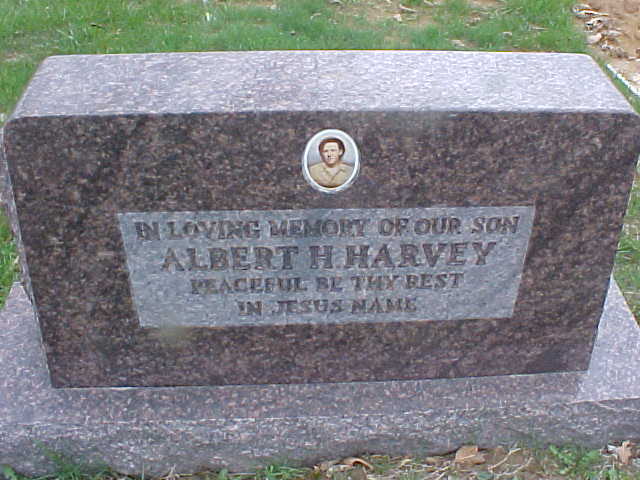 IN LOVING MEMORY OF OUR SON
ALBERT H. HARVEY
PEACEFUL BE THY REST
IN JESUS NAME